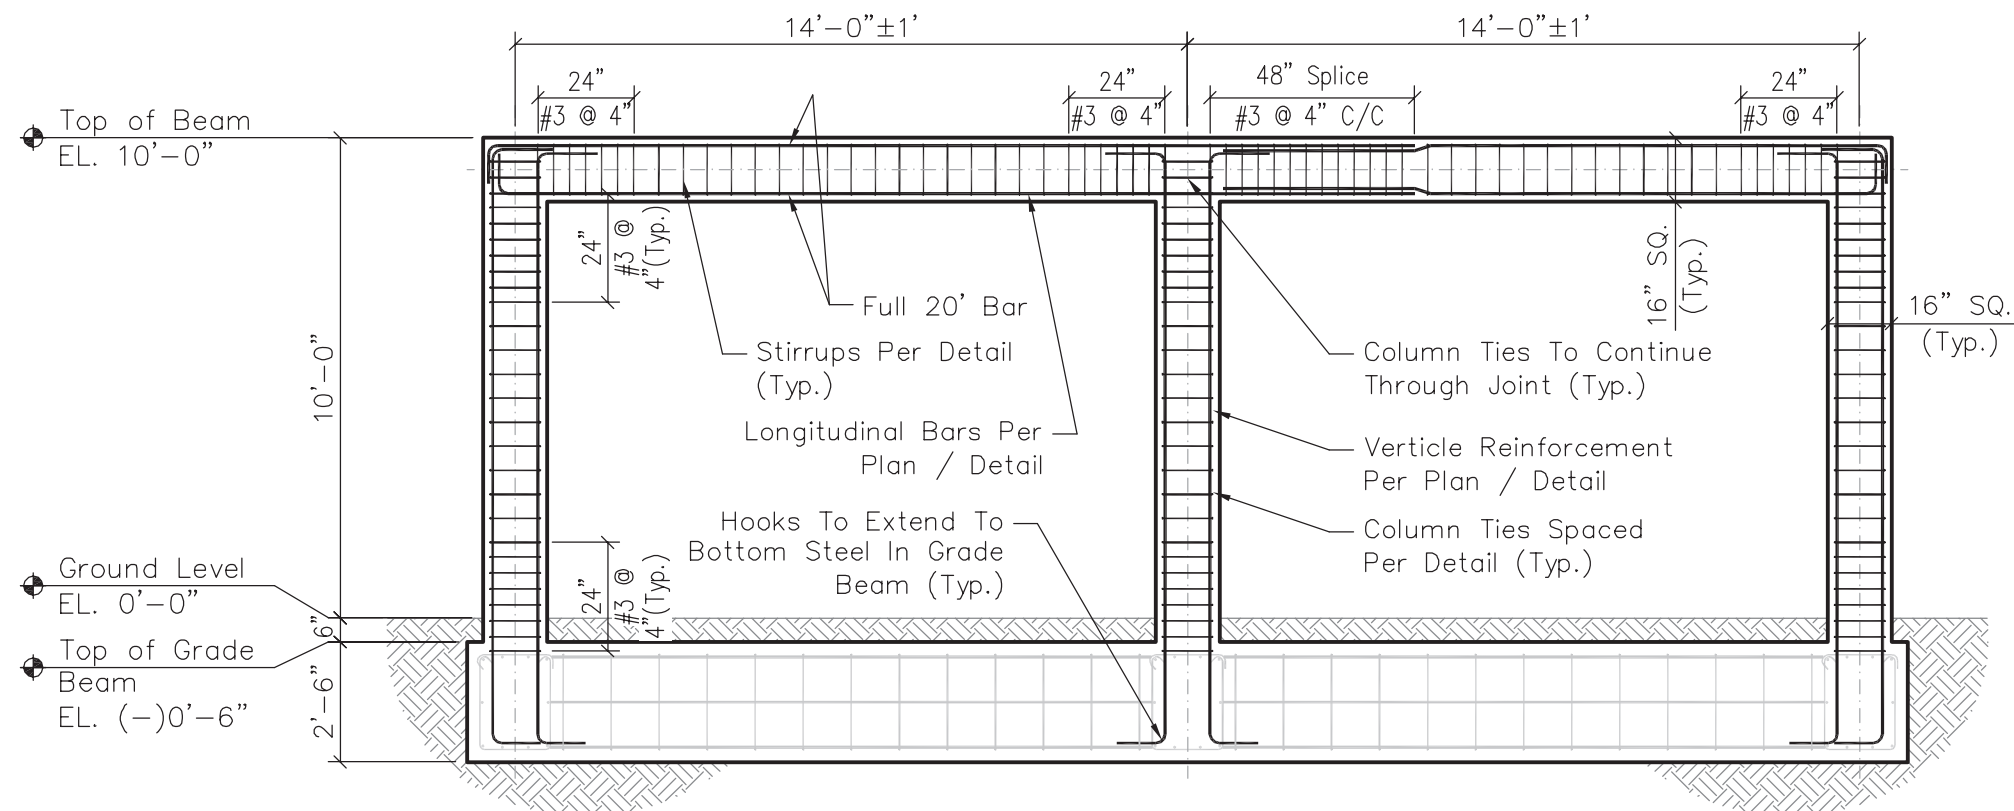 14'-0"±1'
14'-0"±1'
24"
#3 @ 4"
24"
#3 @ 4"
48" Splice
#3 @ 4" C/C
24"
#3 @ 4"
Top of Beam
EL. 10'-0"
24"
#3 @
4"(Typ.)
16" SQ.
(Typ.)
16" SQ.
(Typ.)
Full 20' Bar
Stirrups Per Detail
(Typ.)
Column Ties To Continue
Through Joint (Typ.)
10'-0"
Longitudinal Bars Per
Plan / Detail
Verticle Reinforcement
Per Plan / Detail
Hooks To Extend To
Bottom Steel In Grade
Beam (Typ.)
Column Ties Spaced
Per Detail (Typ.)
24"
#3 @
4"(Typ.)
Ground Level
EL. 0'-0"
6"
Top of Grade
Beam
EL. (-)0'-6"
2'-6"